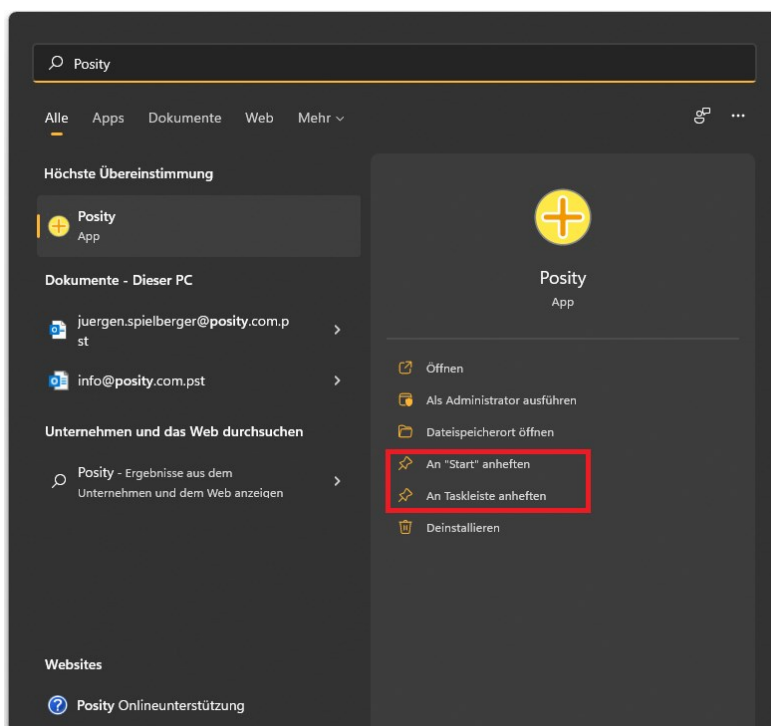 Posity
Alle Apps Dokumente Web Mehr
Höchste Übereinstimmung
Posity
App
Dokumente - Dieser PC
juergen.spielberger@posity.com.p
st
info@posity.com.pst
Unternehmen und das Web durchsuchen
Posity - Ergebnisse aus dem
Unternehmen und dem Web anzeigen
Websites
Posity Onlineunterstützung
Posity
App
Öffnen
Als Administrator ausführen
Dateispeicherort öffnen
An "Start" anheften
An Taskleiste anheften
Deinstallieren